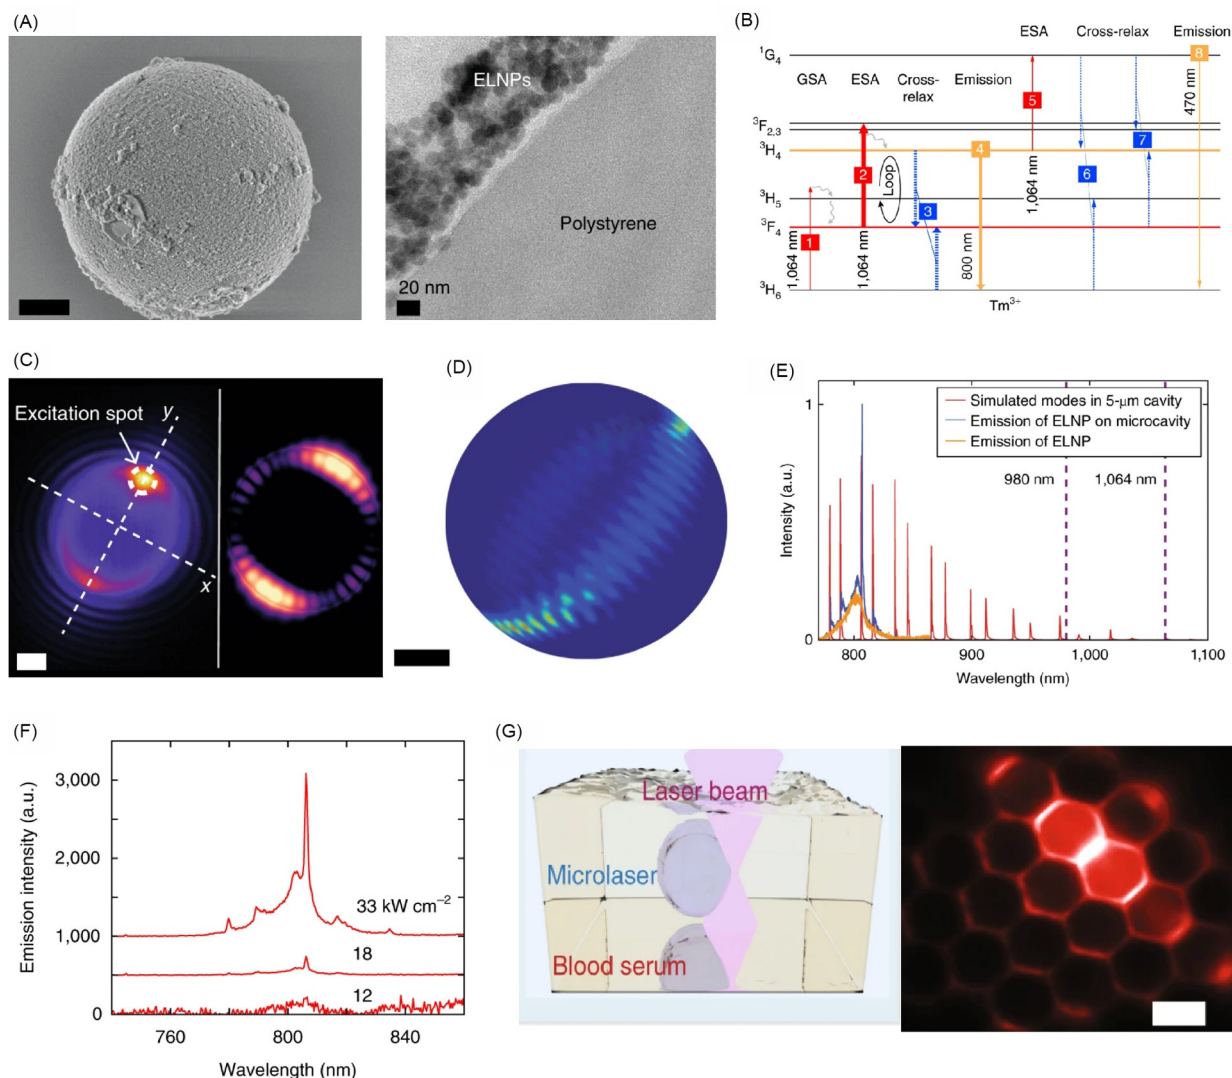 (A)
ELNPs
Polystyrene
20 nm
(B)
ESA Cross-relax Emission
¹G₄
GSA ESA Cross-
relax Emission
³F₂,₃
³H₄
³H₅
³F₄
³H₆
1
2
3
4
5
6
7
8
Loop
1,064 nm
1,064 nm
800 nm
1,064 nm
470 nm
Tm³⁺
(C)
Excitation spot
y
x
(D)
(E)
Intensity (a.u.)
1
0
Simulated modes in 5-μm cavity
Emission of ELNP on microcavity
Emission of ELNP
980 nm
1,064 nm
800 900 1,000 1,100
Wavelength (nm)
(F)
Emission intensity (a.u.)
3,000
2,000
1,000
0
33 kW cm⁻²
18
12
760 800 840
Wavelength (nm)
(G)
Laser beam
Microlaser
Blood serum